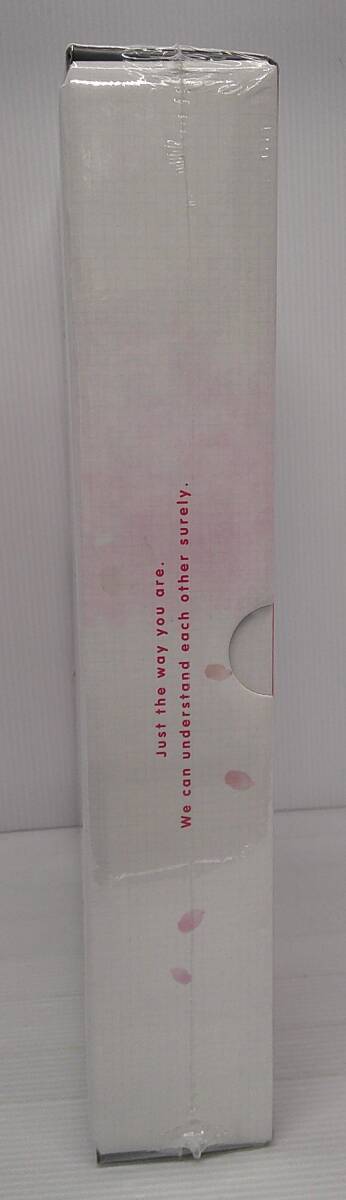 Just the way you are.
We can understand each other surely.